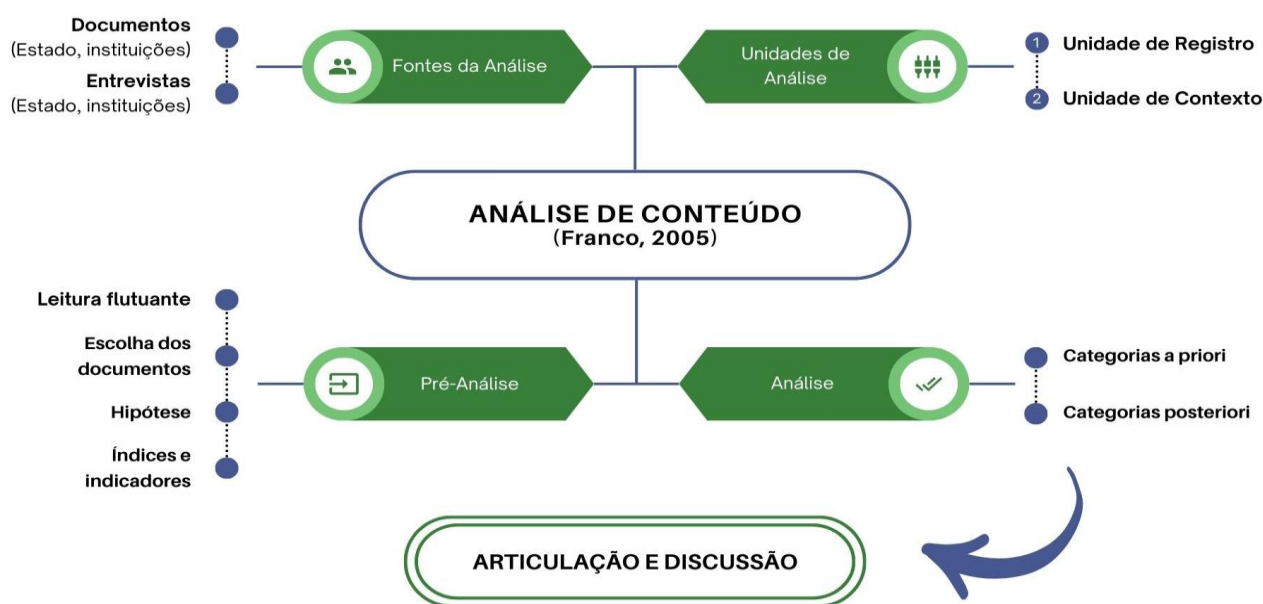 Documentos
(Estado, instituições)
Entrevistas
(Estado, instituições)
Fontes da Análise
Unidades de
Análise
1
Unidade de Registro
2
Unidade de Contexto
ANÁLISE DE CONTEÚDO
(Franco, 2005)
Leitura flutuante
Escolha dos
documentos
Hipótese
Índices e
indicadores
Pré-Análise
Análise
Categorias a priori
Categorias posteriori
ARTICULAÇÃO E DISCUSSÃO